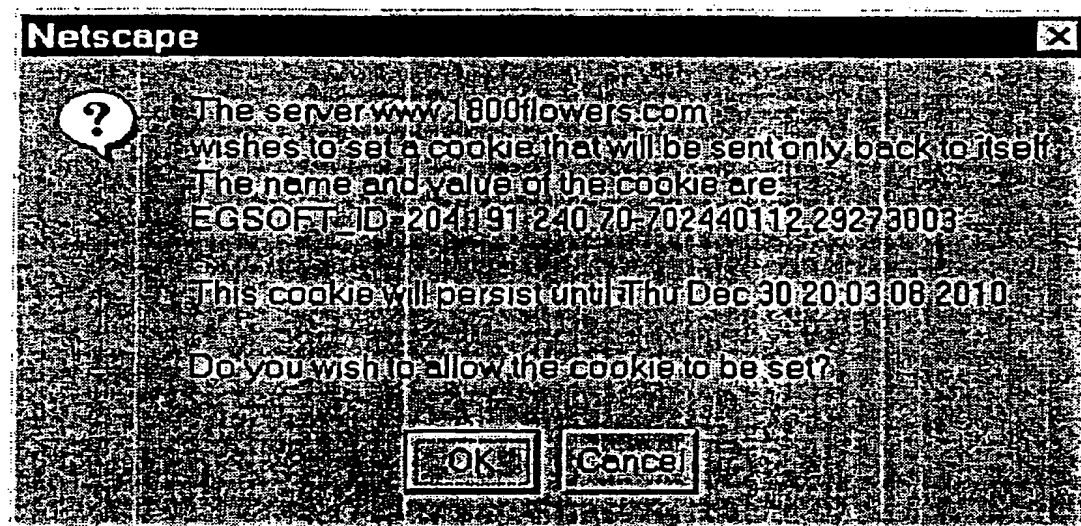 Netscape
The server www.1800flowers.com
wishes to set a cookie that will be sent only back to itself.
The name and value of the cookie are:
EGSOFT_ID=204.191.240.70-702440112.29273003
This cookie will persist until Thu Dec 30 20:03:08 2010
Do you wish to allow the cookie to be set?
OK Cancel